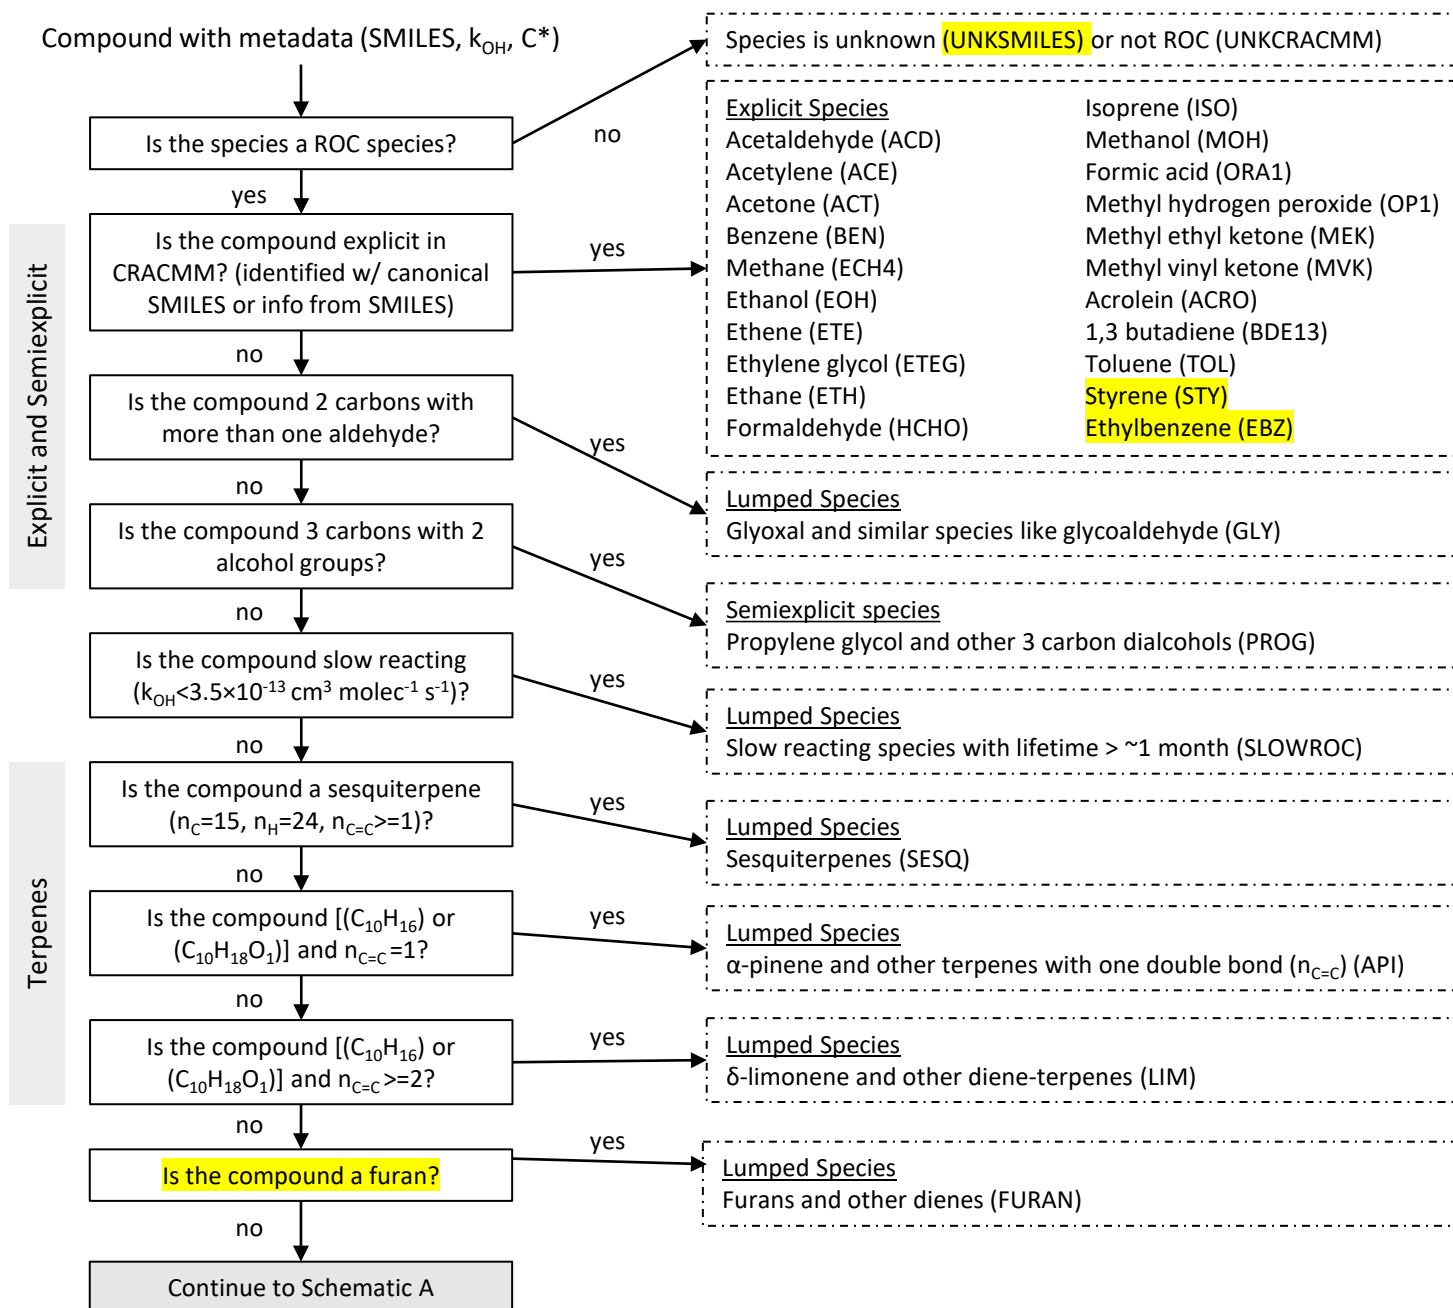 Compound with metadata (SMILES, kOH, C*)
Species is unknown (UNKSMILES) or not ROC (UNKCRACMM)
Is the species a ROC species?
no
yes
Explicit and Semiexplicit
Is the compound explicit in
CRACMM? (identified w/ canonical
SMILES or info from SMILES)
yes
Explicit Species
Acetaldehyde (ACD)
Acetylene (ACE)
Acetone (ACT)
Benzene (BEN)
Methane (ECH4)
Ethanol (EOH)
Ethene (ETE)
Ethylene glycol (ETEG)
Ethane (ETH)
Formaldehyde (HCHO)
Isoprene (ISO)
Methanol (MOH)
Formic acid (ORA1)
Methyl hydrogen peroxide (OP1)
Methyl ethyl ketone (MEK)
Methyl vinyl ketone (MVK)
Acrolein (ACRO)
1,3 butadiene (BDE13)
Toluene (TOL)
Styrene (STY)
Ethylbenzene (EBZ)
no
Is the compound 2 carbons with
more than one aldehyde?
yes
Lumped Species
Glyoxal and similar species like glycoaldehyde (GLY)
no
Is the compound 3 carbons with 2
alcohol groups?
yes
Semiexplicit species
Propylene glycol and other 3 carbon dialcohols (PROG)
no
Is the compound slow reacting
(kOH<3.5×10-13 cm3 molec-1 s-1)?
yes
Lumped Species
Slow reacting species with lifetime > ~1 month (SLOWROC)
no
Terpenes
Is the compound a sesquiterpene
(nC=15, nH=24, nC=C>=1)?
yes
Lumped Species
Sesquiterpenes (SESQ)
no
Is the compound [(C10H16) or
(C10H18O1)] and nC=C =1?
yes
Lumped Species
α-pinene and other terpenes with one double bond (nC=C) (API)
no
Is the compound [(C10H16) or
(C10H18O1)] and nC=C >=2?
yes
Lumped Species
δ-limonene and other diene-terpenes (LIM)
no
Is the compound a furan?
yes
Lumped Species
Furans and other dienes (FURAN)
no
Continue to Schematic A